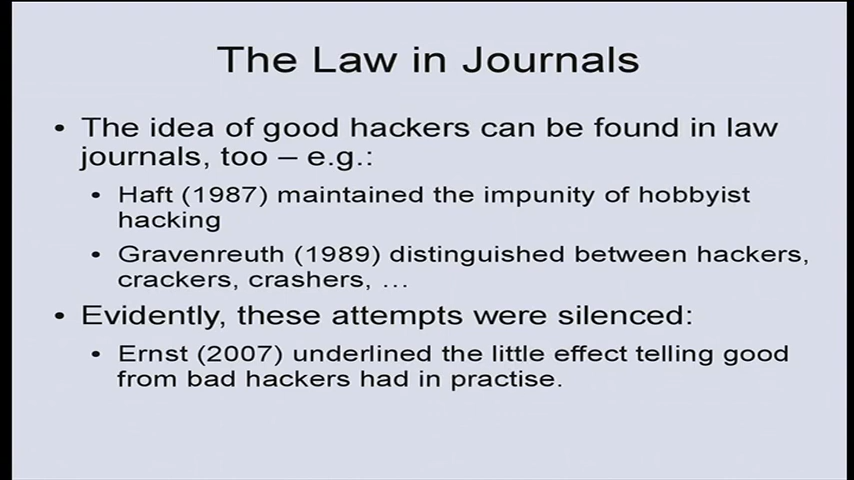 The Law in Journals
• The idea of good hackers can be found in law
journals, too – e.g.:
• Haft (1987) maintained the impunity of hobbyist
hacking
• Gravenreuth (1989) distinguished between hackers,
crackers, crashers, …
• Evidently, these attempts were silenced:
• Ernst (2007) underlined the little effect telling good
from bad hackers had in practise.